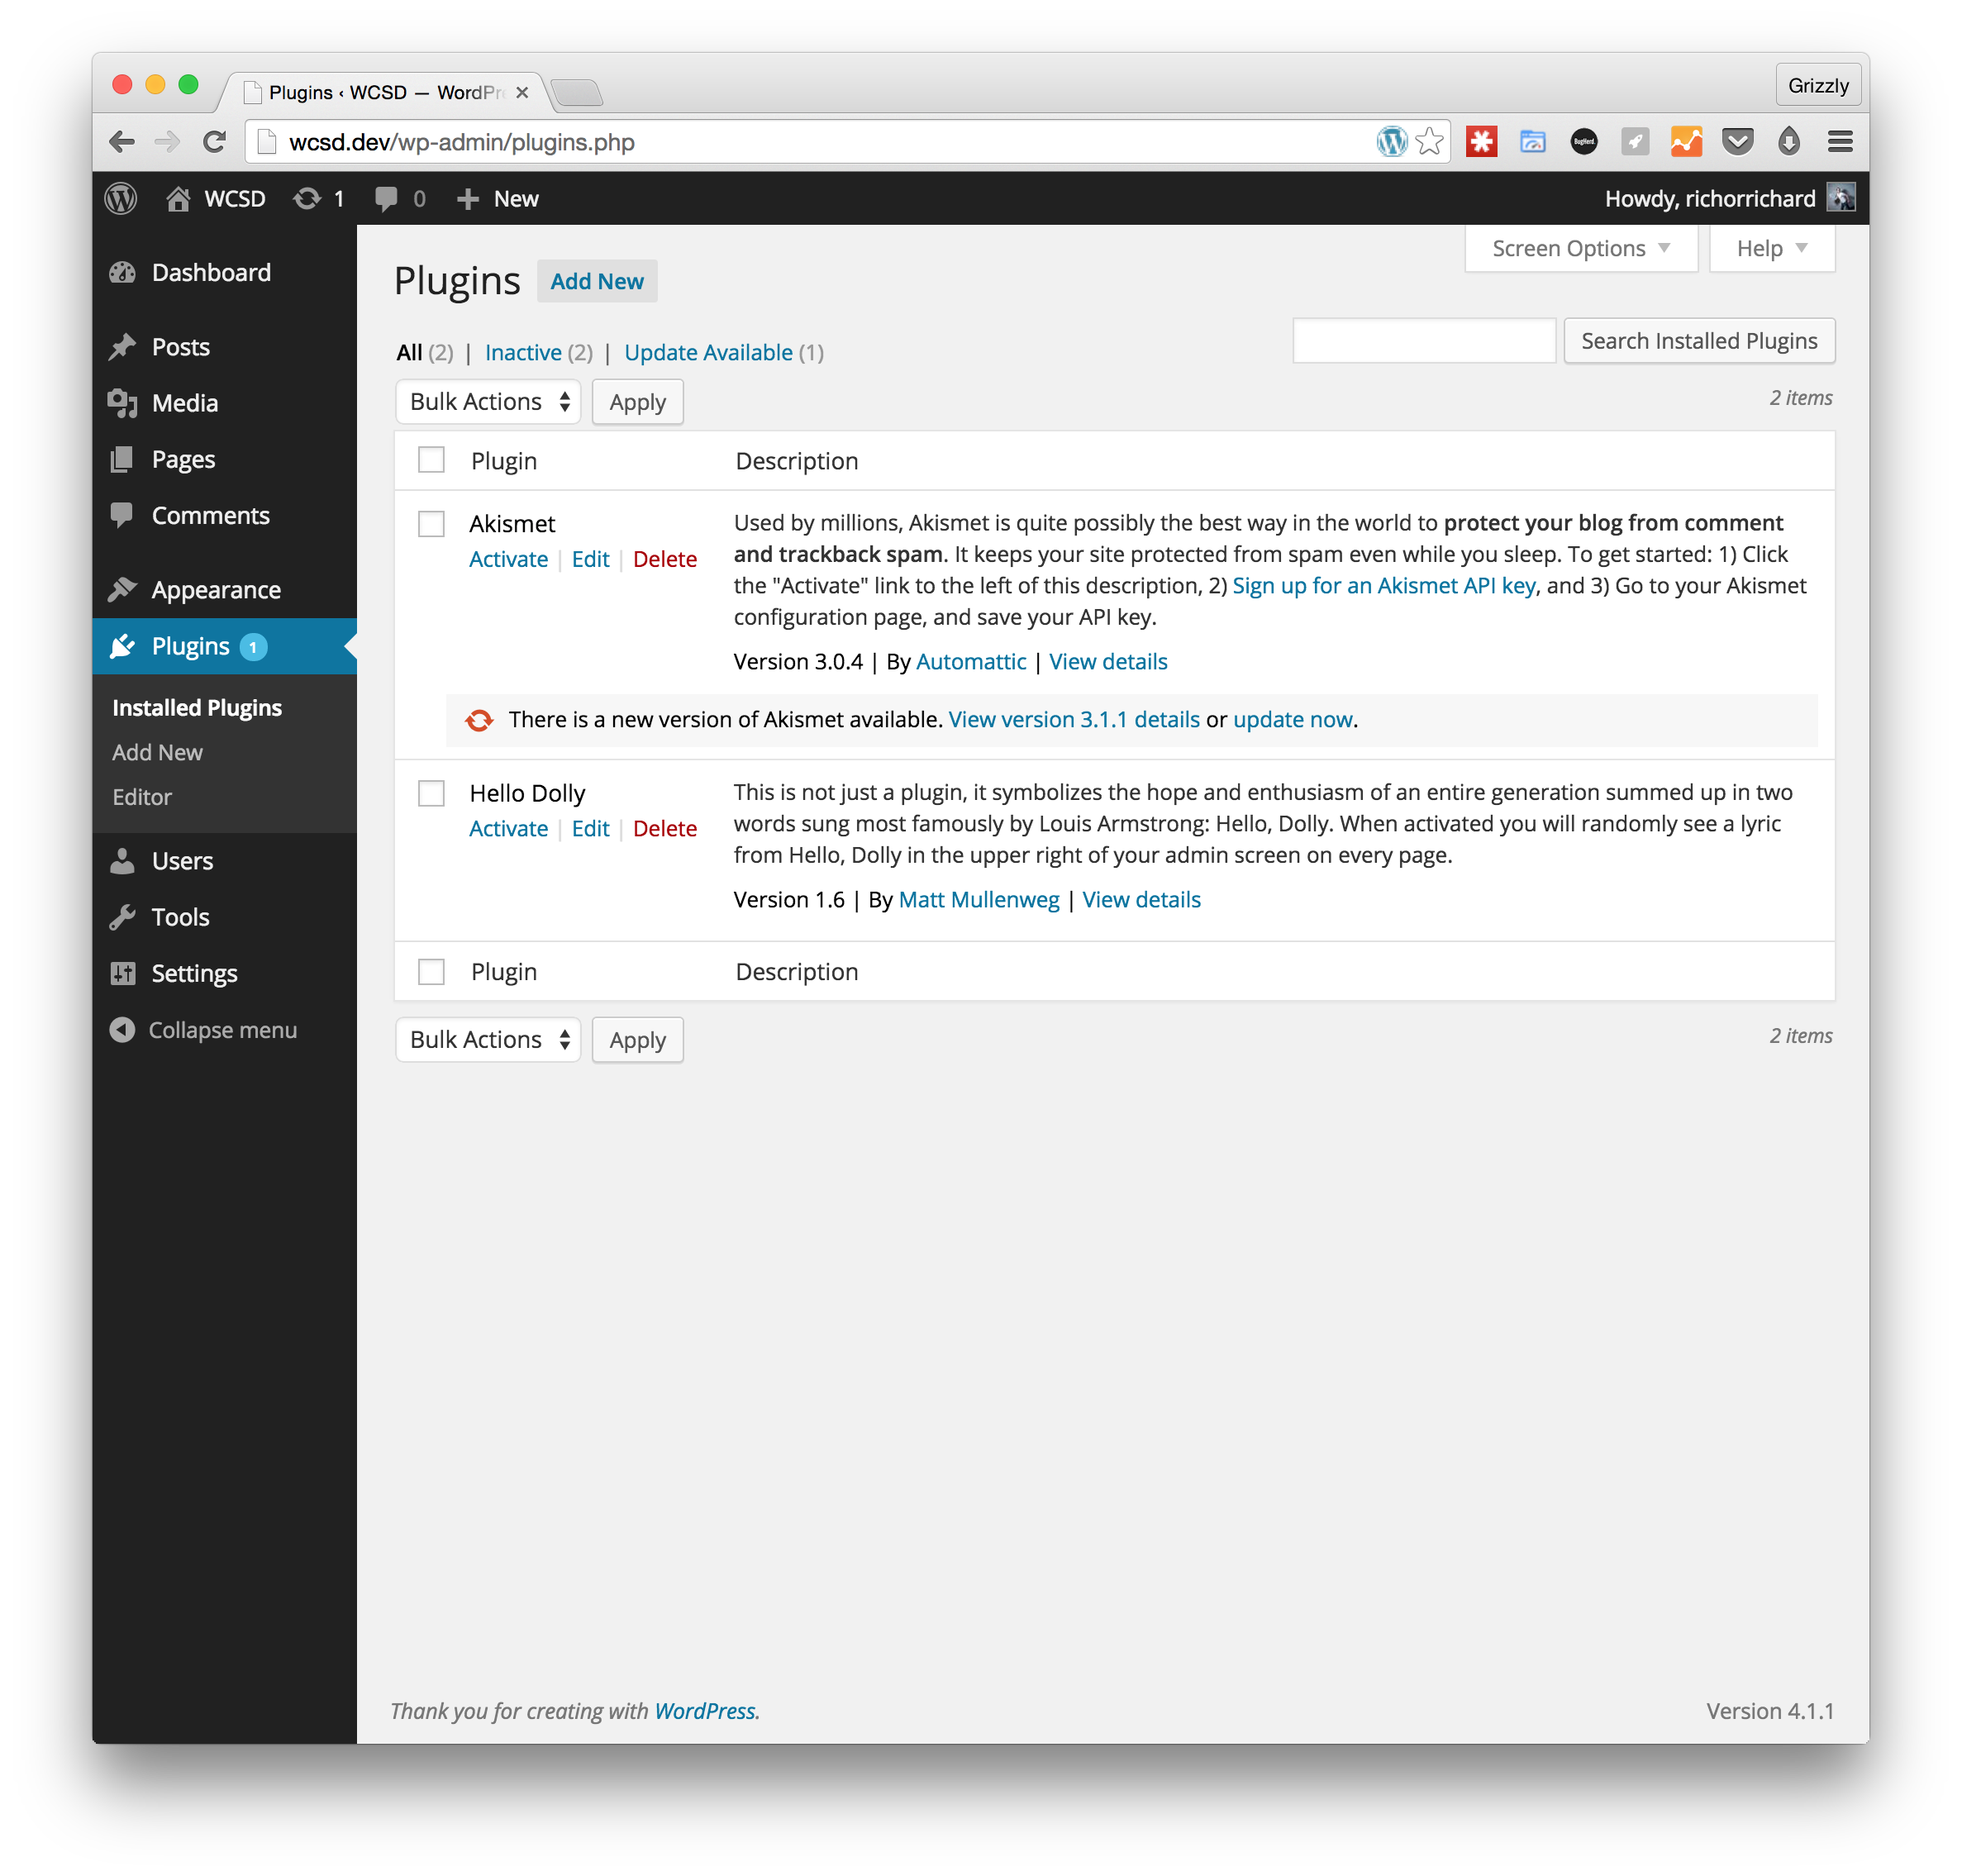 Plugins ‹ WCSD — WordPr
Grizzly
wcsd.dev/wp-admin/plugins.php
WCSD 1 0 New
Howdy, richorrichard
Screen Options Help
Dashboard
Posts
Media
Pages
Comments
Appearance
Plugins 1
Installed Plugins
Add New
Editor
Users
Tools
Settings
Collapse menu
Plugins Add New
All (2) | Inactive (2) | Update Available (1)
Search Installed Plugins
Bulk Actions Apply
2 items
Plugin Description
Akismet
Activate | Edit | Delete
Used by millions, Akismet is quite possibly the best way in the world to protect your blog from comment
and trackback spam. It keeps your site protected from spam even while you sleep. To get started: 1) Click
the "Activate" link to the left of this description, 2) Sign up for an Akismet API key, and 3) Go to your Akismet
configuration page, and save your API key.
Version 3.0.4 | By Automattic | View details
There is a new version of Akismet available. View version 3.1.1 details or update now.
Hello Dolly
Activate | Edit | Delete
This is not just a plugin, it symbolizes the hope and enthusiasm of an entire generation summed up in two
words sung most famously by Louis Armstrong: Hello, Dolly. When activated you will randomly see a lyric
from Hello, Dolly in the upper right of your admin screen on every page.
Version 1.6 | By Matt Mullenweg | View details
Plugin Description
Bulk Actions Apply
2 items
Thank you for creating with WordPress.
Version 4.1.1